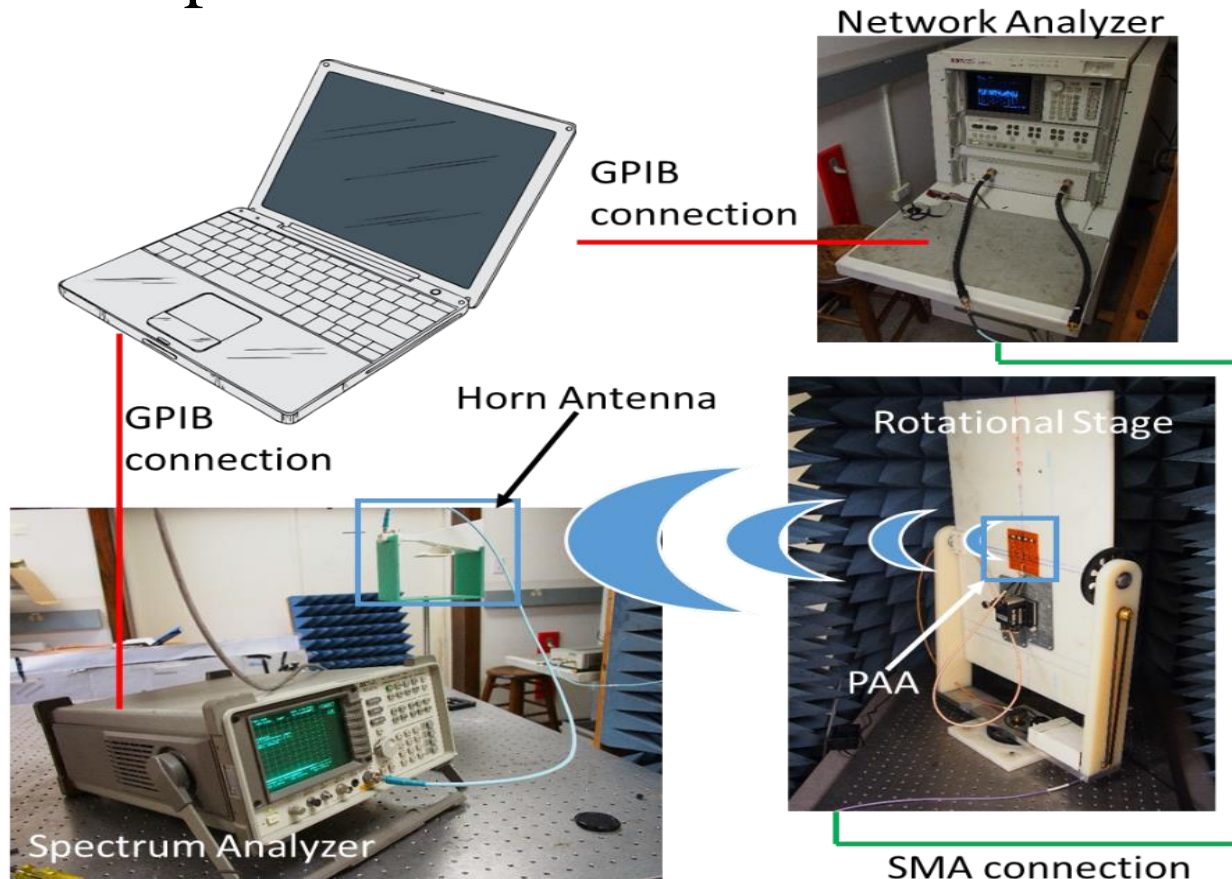 Network Analyzer
GPIB
connection
GPIB
connection
Horn Antenna
Rotational Stage
PAA
Spectrum Analyzer
SMA connection